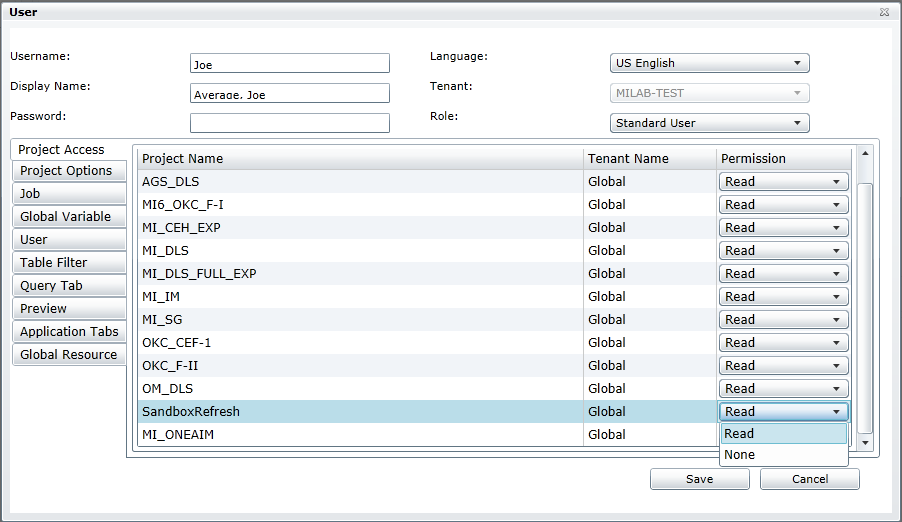 User
Username: Joe Language: US English
Display Name: Average, Joe Tenant: MILAB-TEST
Password: Role: Standard User
Project Access
Project Options
Job
Global Variable
User
Table Filter
Query Tab
Preview
Application Tabs
Global Resource
Project Name Tenant Name Permission
AGS_DLS Global Read
MI6_OKC_F-I Global Read
MI_CEH_EXP Global Read
MI_DLS Global Read
MI_DLS_FULL_EXP Global Read
MI_IM Global Read
MI_SG Global Read
OKC_CEF-1 Global Read
OKC_F-II Global Read
OM_DLS Global Read
SandboxRefresh Global Read
MI_ONEAIM Global
Read
None
Save Cancel